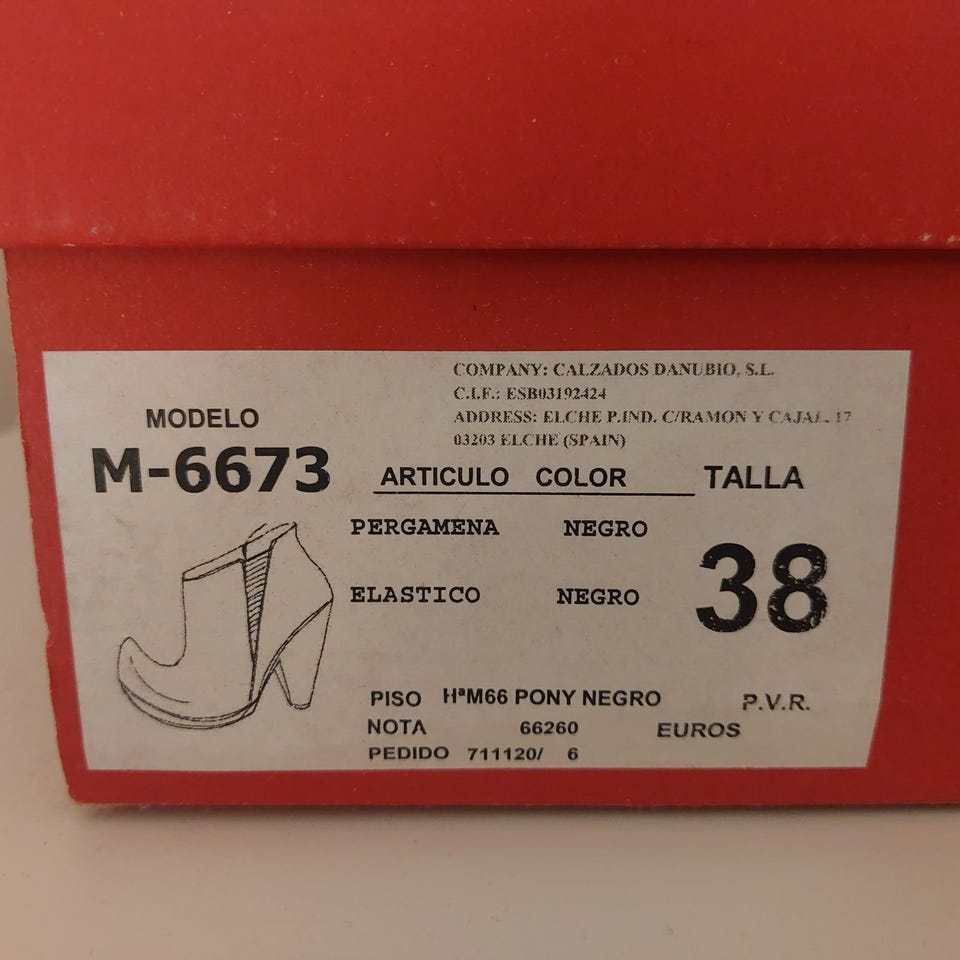 COMPANY: CALZADOS DANUBIO, S.L.
C.I.F.: ESB03192424
ADDRESS: ELCHE P.IND. C/RAMON Y CAJAL 17
03203 ELCHE (SPAIN)
MODELO
M-6673
ARTICULO COLOR TALLA
PERGAMENA NEGRO
38
ELASTICO NEGRO
PISO HªM66 PONY NEGRO P.V.R.
NOTA 66260 EUROS
PEDIDO 711120/ 6